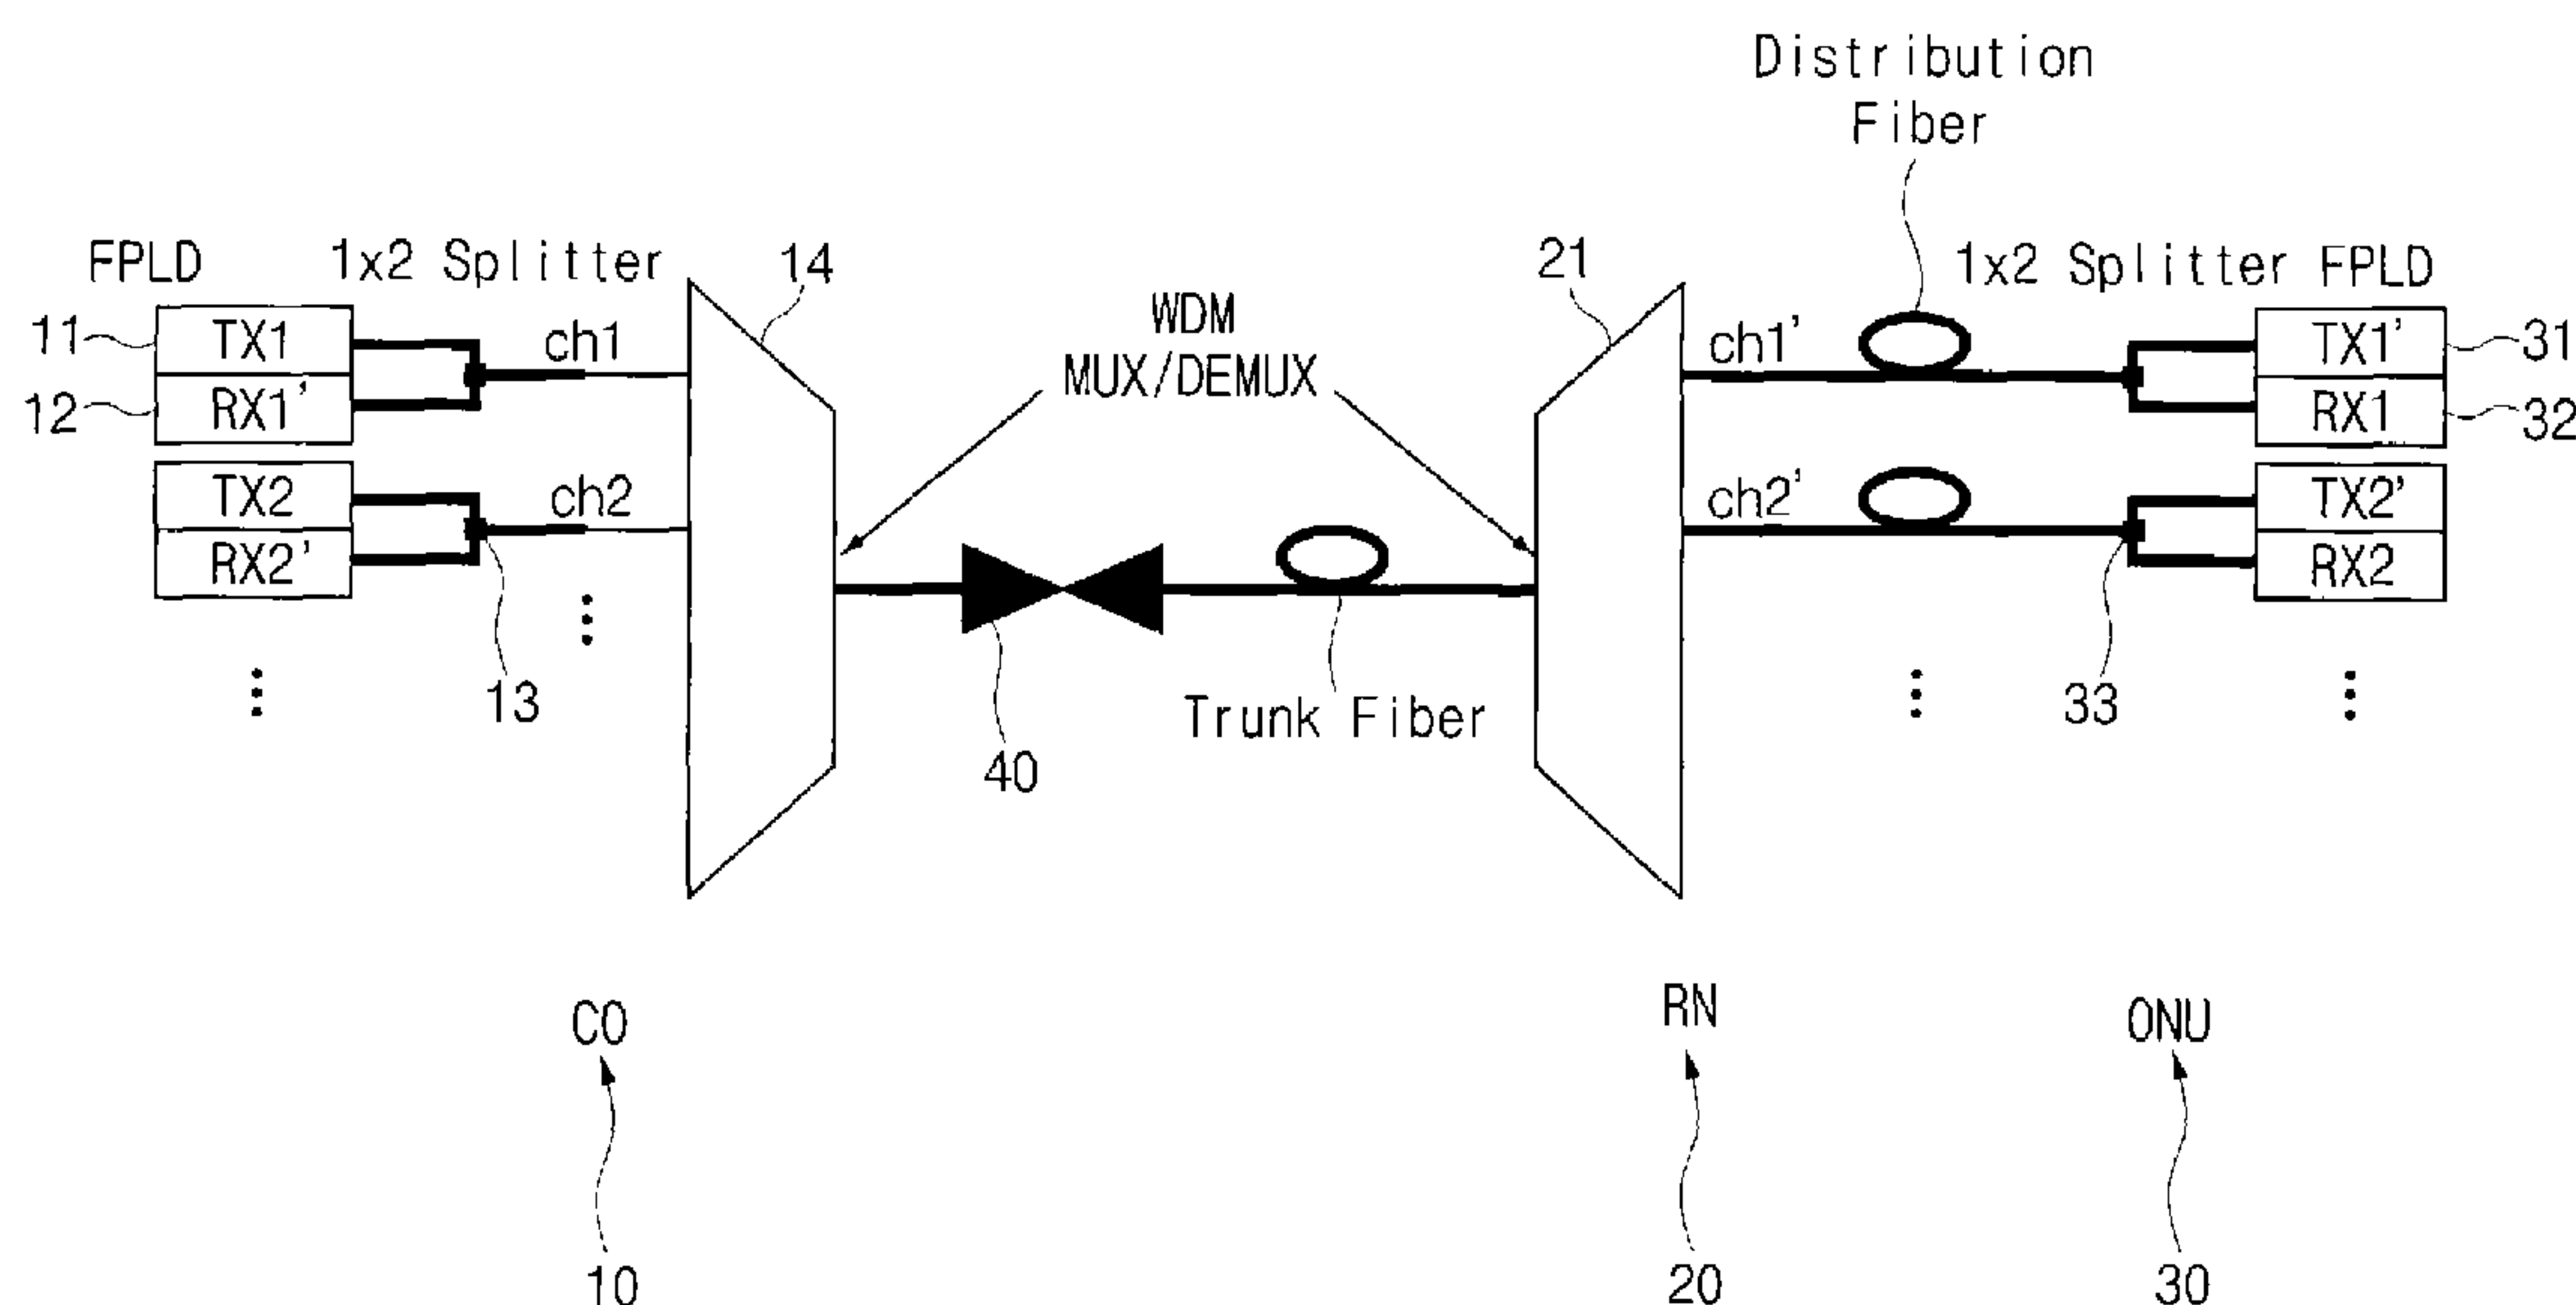 Distribution
Fiber
FPLD 1x2 Splitter 14 21 1x2 Splitter FPLD
WDM
MUX/DEMUX
11 TX1 ch1 ch1' TX1' 31
12 RX1' RX1 32
TX2 ch2 ch2' TX2'
RX2' RX2
13 Trunk Fiber 33
40
CO RN ONU
10 20 30